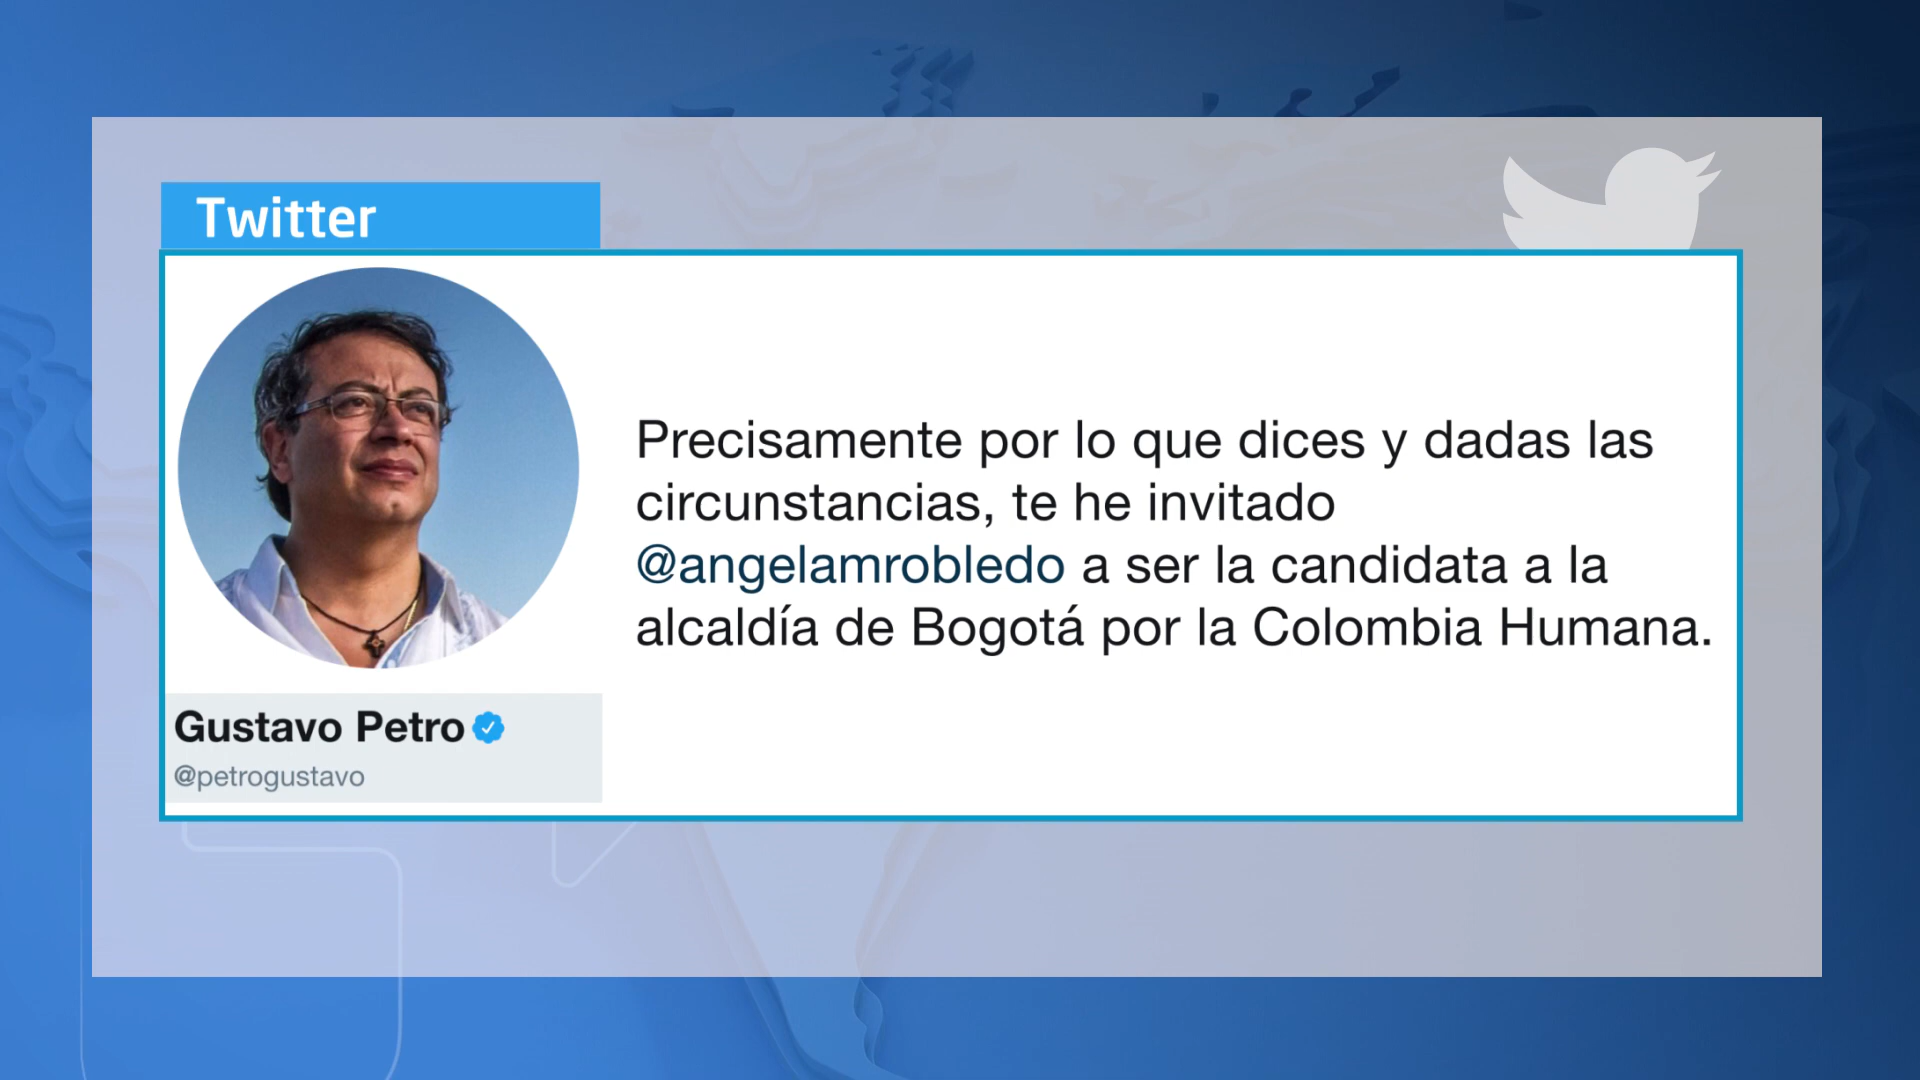 Twitter
Precisamente por lo que dices y dadas las
circunstancias, te he invitado
@angelamrobledo a ser la candidata a la
alcaldía de Bogotá por la Colombia Humana.
Gustavo Petro
@petrogustavo